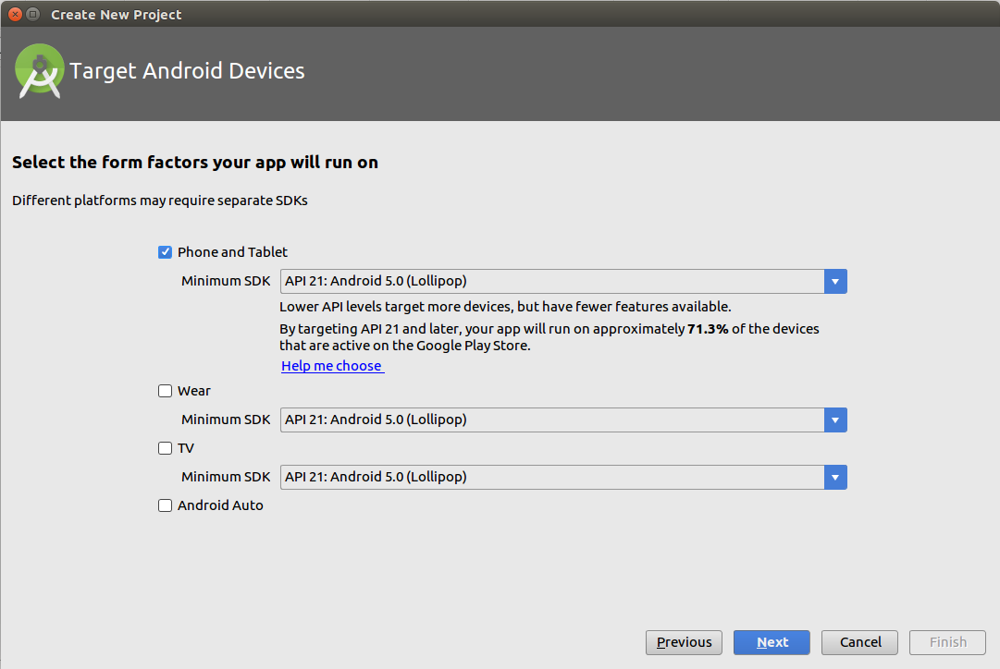 Create New Project
Target Android Devices
Select the form factors your app will run on
Different platforms may require separate SDKs
Phone and Tablet
Minimum SDK API 21: Android 5.0 (Lollipop)
Lower API levels target more devices, but have fewer features available.
By targeting API 21 and later, your app will run on approximately 71.3% of the devices
that are active on the Google Play Store.
Help me choose
Wear
Minimum SDK API 21: Android 5.0 (Lollipop)
TV
Minimum SDK API 21: Android 5.0 (Lollipop)
Android Auto
Previous Next Cancel Finish